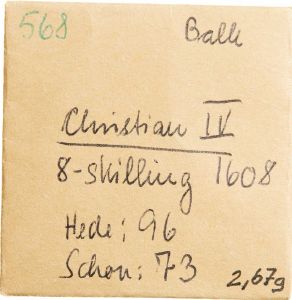 568 Balle
Christian IV
8-skilling 1608
Hede: 96
Schou: 73
2,67g